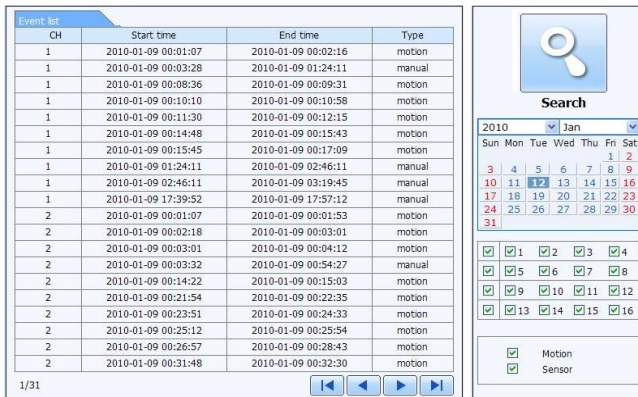 Event list
CH Start time End time Type
1 2010-01-09 00:01:07 2010-01-09 00:02:16 motion
1 2010-01-09 00:03:28 2010-01-09 01:24:11 manual
1 2010-01-09 00:08:36 2010-01-09 00:09:31 motion
1 2010-01-09 00:10:10 2010-01-09 00:10:58 motion
1 2010-01-09 00:11:30 2010-01-09 00:12:15 motion
1 2010-01-09 00:14:48 2010-01-09 00:15:43 motion
1 2010-01-09 00:15:45 2010-01-09 00:17:09 motion
1 2010-01-09 01:24:11 2010-01-09 02:46:11 manual
1 2010-01-09 02:46:11 2010-01-09 03:19:45 manual
1 2010-01-09 17:39:52 2010-01-09 17:57:12 manual
2 2010-01-09 00:01:07 2010-01-09 00:01:53 motion
2 2010-01-09 00:02:18 2010-01-09 00:03:01 motion
2 2010-01-09 00:03:01 2010-01-09 00:04:12 motion
2 2010-01-09 00:03:32 2010-01-09 00:54:27 manual
2 2010-01-09 00:14:22 2010-01-09 00:15:03 motion
2 2010-01-09 00:21:54 2010-01-09 00:22:35 motion
2 2010-01-09 00:23:51 2010-01-09 00:24:33 motion
2 2010-01-09 00:25:12 2010-01-09 00:25:54 motion
2 2010-01-09 00:26:57 2010-01-09 00:28:43 motion
2 2010-01-09 00:31:48 2010-01-09 00:32:30 motion
1/31
Search
2010 Jan
Sun Mon Tue Wed Thu Fri Sat
1 2
3 4 5 6 7 8 9
10 11 12 13 14 15 16
17 18 19 20 21 22 23
24 25 26 27 28 29 30
31
1 2 3 4
5 6 7 8
9 10 11 12
13 14 15 16
Motion
Sensor